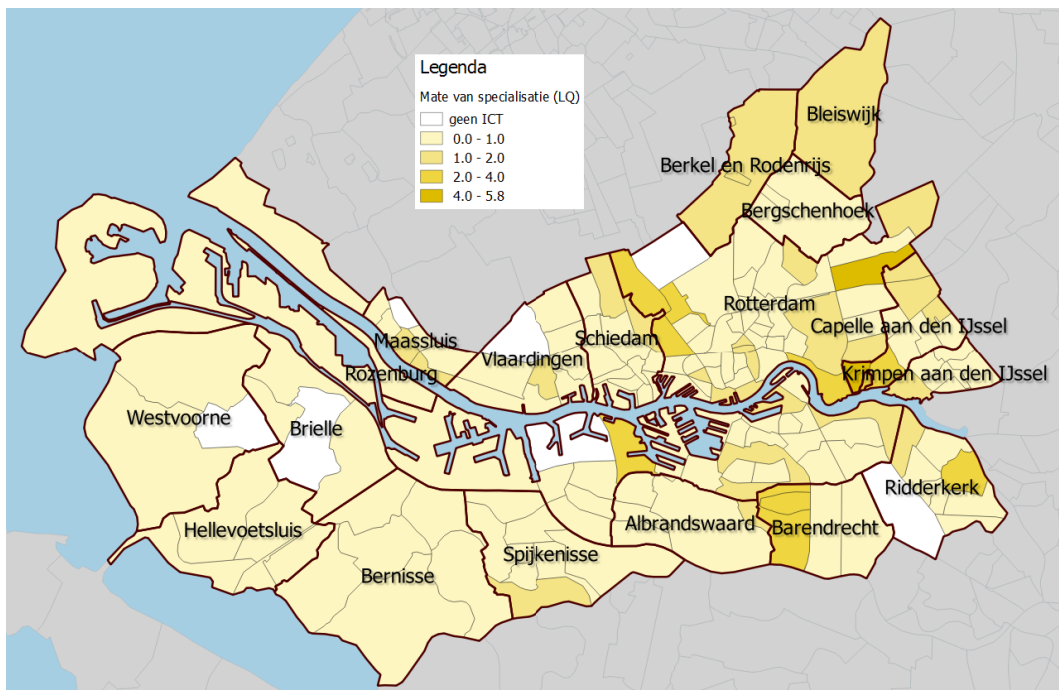 Legenda
Mate van specialisatie (LQ)
geen ICT
0.0 - 1.0
1.0 - 2.0
2.0 - 4.0
4.0 - 5.8
Bleiswijk
Berkel en Rodenrijs
Bergschenhoek
Rotterdam
Capelle aan den IJssel
Schiedam
Maassluis
Vlaardingen
Rozenburg
Krimpen aan den IJssel
Westvoorne
Brielle
Ridderkerk
Hellevoetsluis
Albrandswaard
Barendrecht
Spijkenisse
Bernisse